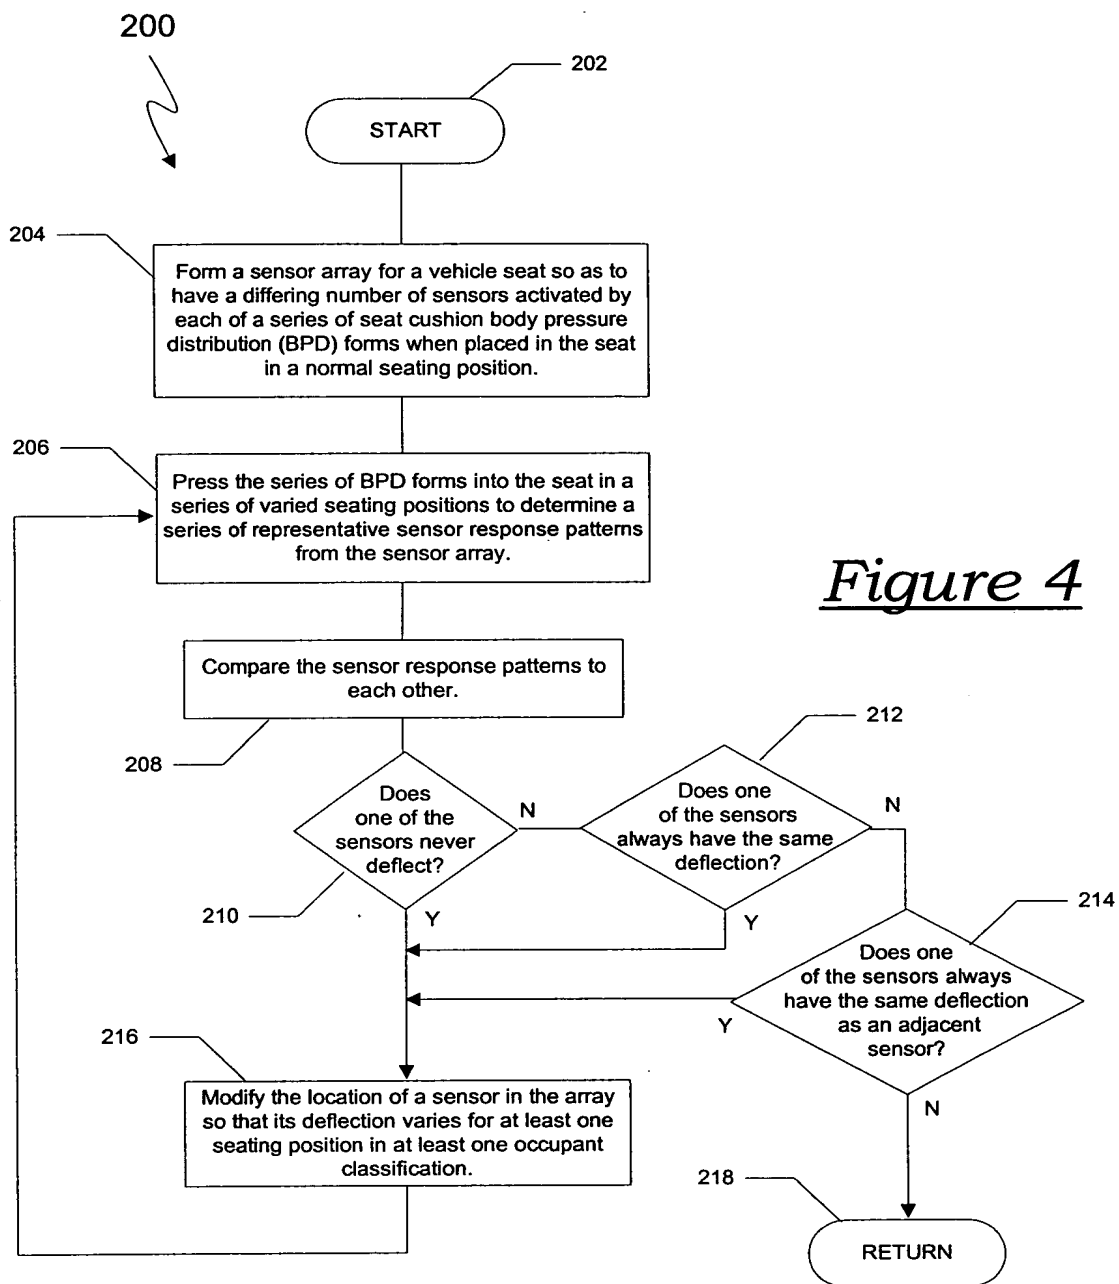 200
202
START
204
Form a sensor array for a vehicle seat so as to
have a differing number of sensors activated by
each of a series of seat cushion body pressure
distribution (BPD) forms when placed in the seat
in a normal seating position.
206
Press the series of BPD forms into the seat in a
series of varied seating positions to determine a
series of representative sensor response patterns
from the sensor array.
Figure 4
Compare the sensor response patterns to
each other.
208
212
Does
one of the
sensors never
deflect?
N
Does one
of the sensors
always have the same
deflection?
N
210
Y
Y
214
Does one
of the sensors always
have the same deflection
as an adjacent
sensor?
Y
N
216
Modify the location of a sensor in the array
so that its deflection varies for at least one
seating position in at least one occupant
classification.
218
RETURN